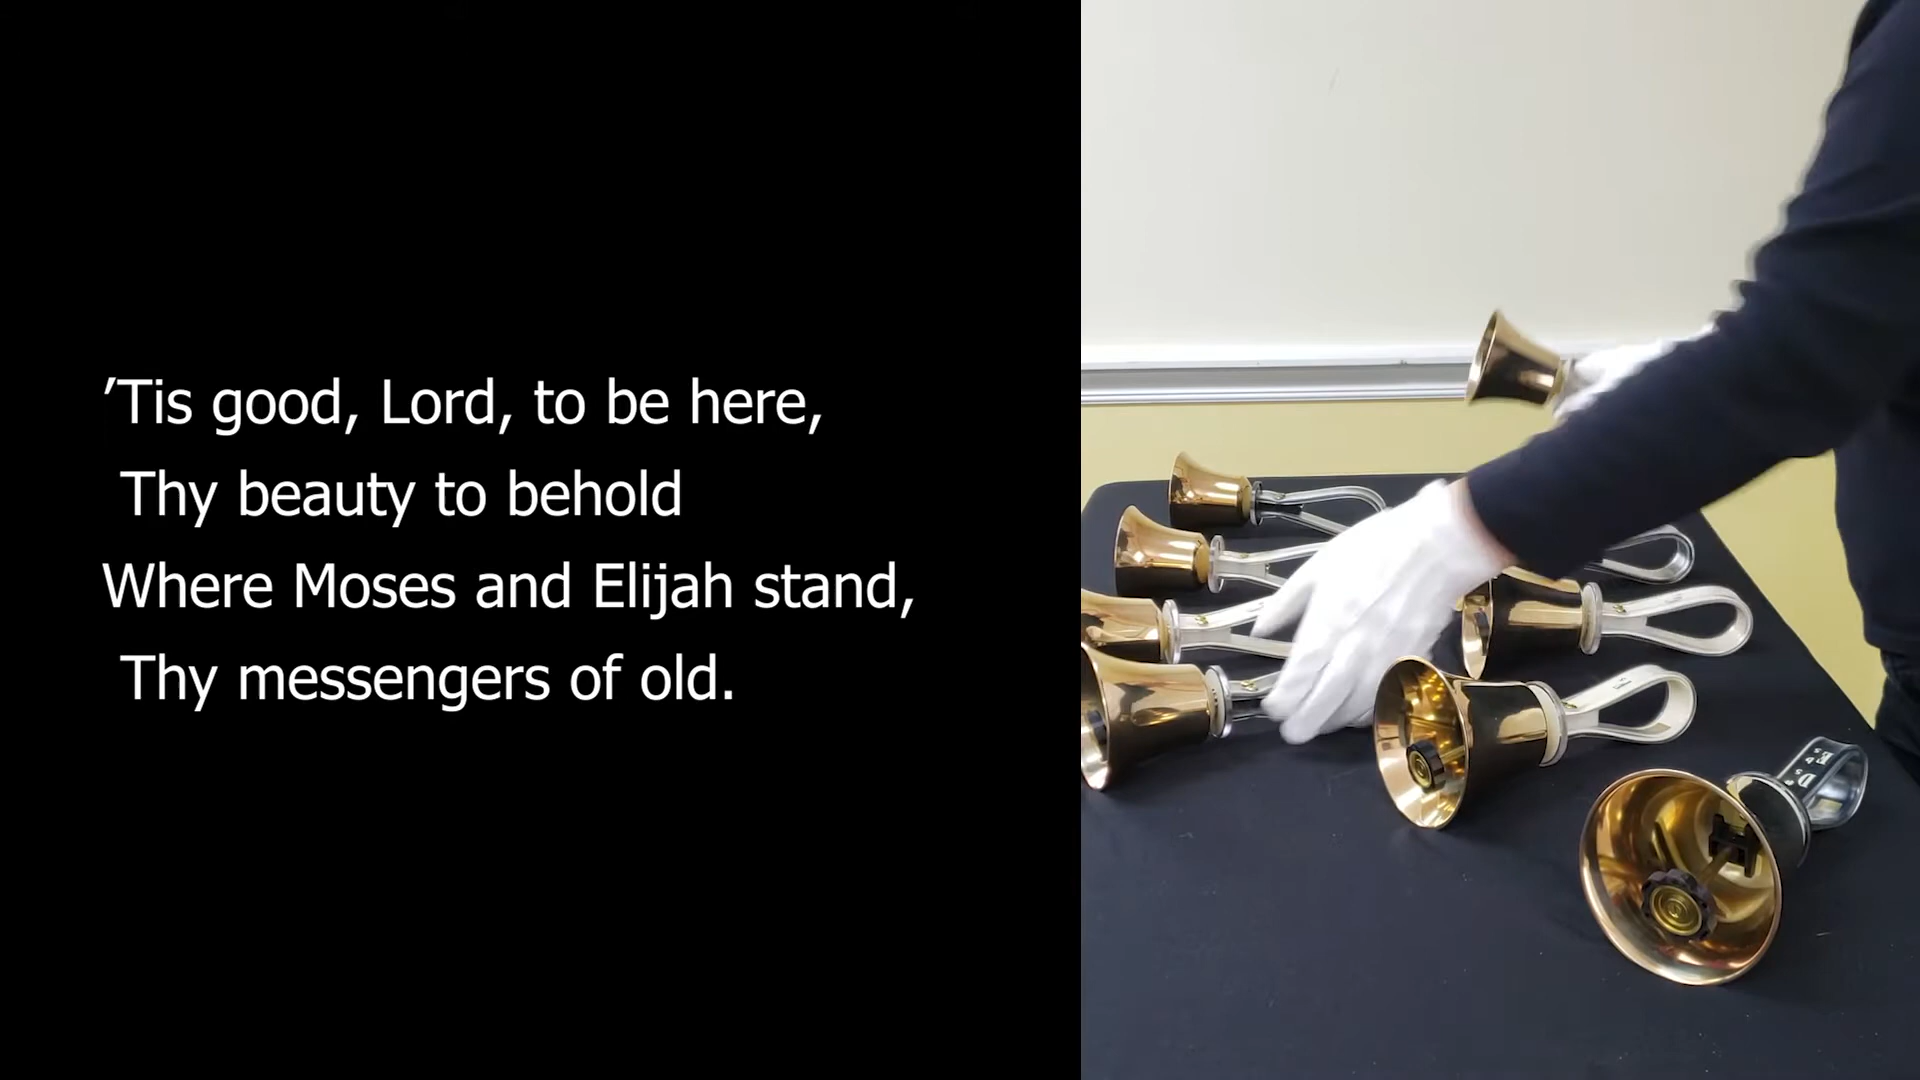 ’Tis good, Lord, to be here,
Thy beauty to behold
Where Moses and Elijah stand,
Thy messengers of old.